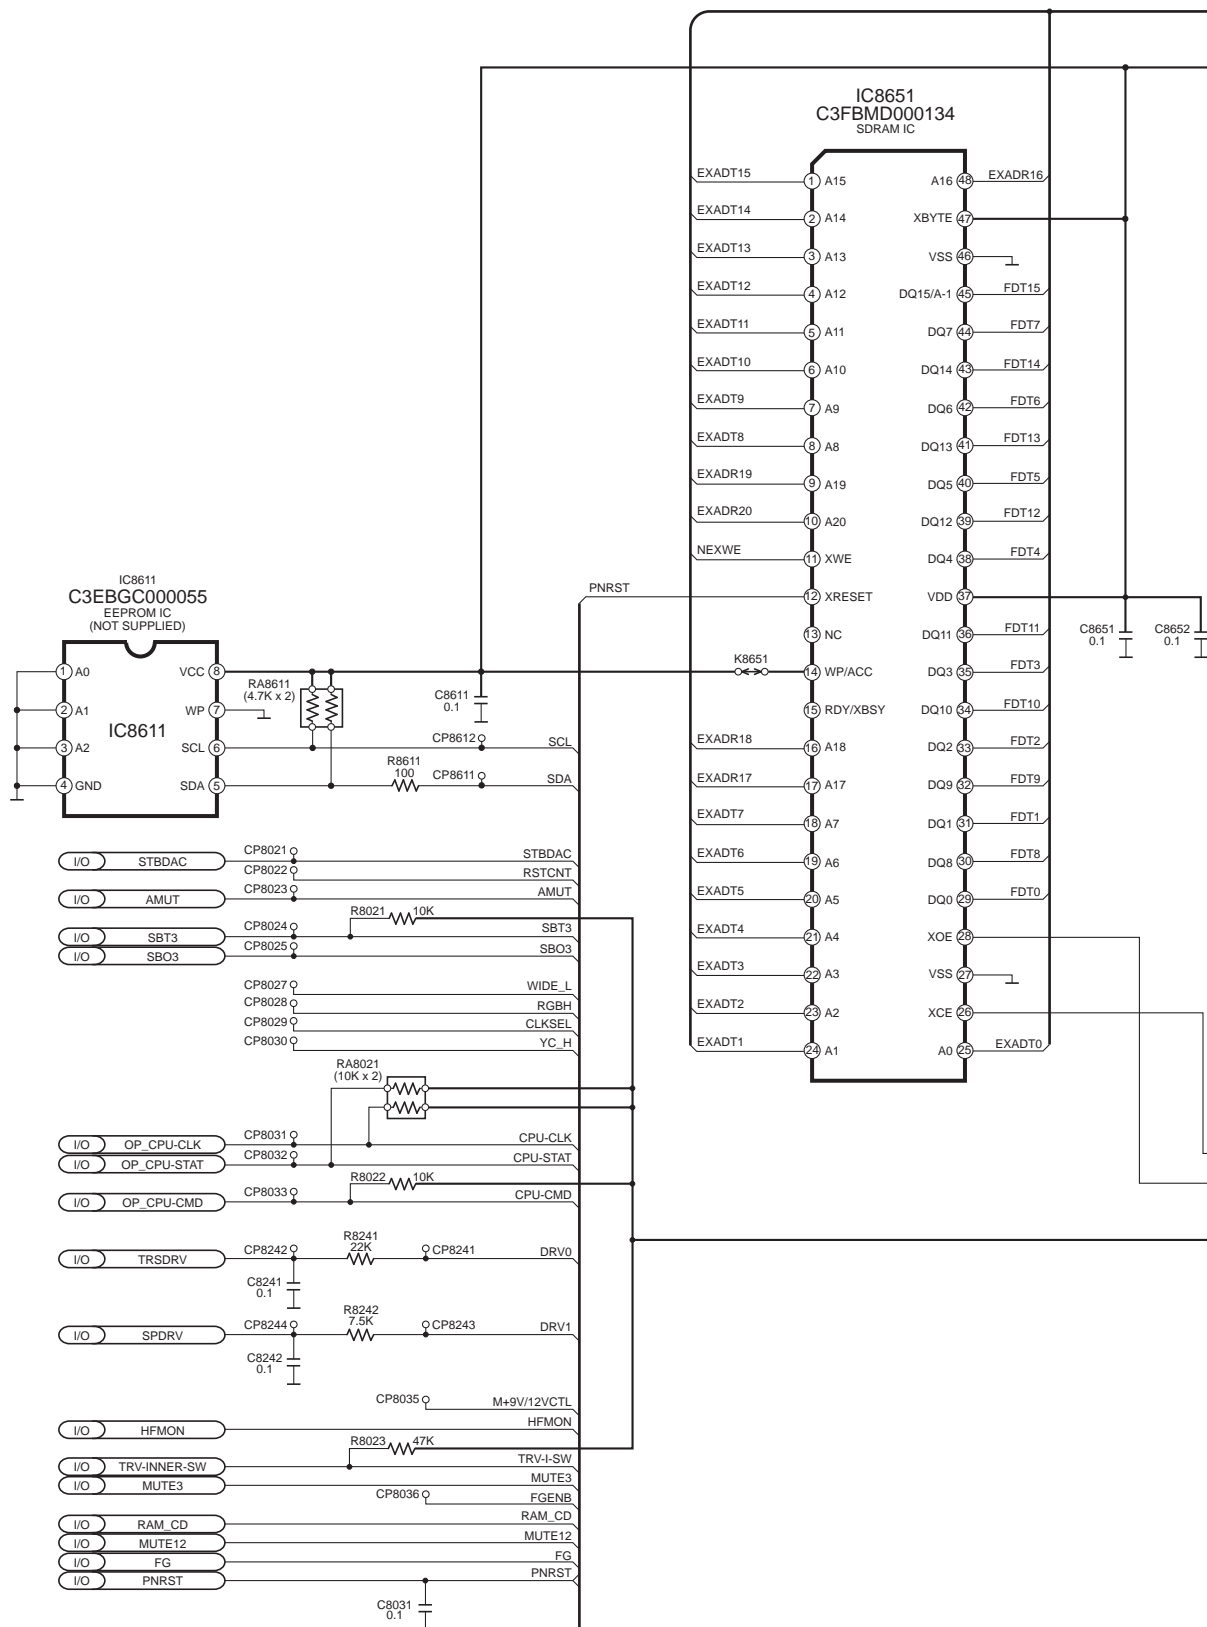 IC8651
C3FBMD000134
SDRAM IC
EXADT15 1 A15 A16 48 EXADR16
EXADT14 2 A14 XBYTE 47
EXADT13 3 A13 VSS 46
EXADT12 4 A12 DQ15/A-1 45 FDT15
EXADT11 5 A11 DQ7 44 FDT7
EXADT10 6 A10 DQ14 43 FDT14
EXADT9 7 A9 DQ6 42 FDT6
EXADT8 8 A8 DQ13 41 FDT13
EXADR19 9 A19 DQ5 40 FDT5
EXADR20 10 A20 DQ12 39 FDT12
NEXWE 11 XWE DQ4 38 FDT4
PNRST 12 XRESET VDD 37
13 NC DQ11 36 FDT11
C8651
0.1
C8652
0.1
K8651 14 WP/ACC DQ3 35 FDT3
15 RDY/XBSY DQ10 34 FDT10
EXADR18 16 A18 DQ2 33 FDT2
EXADR17 17 A17 DQ9 32 FDT9
EXADT7 18 A7 DQ1 31 FDT1
EXADT6 19 A6 DQ8 30 FDT8
EXADT5 20 A5 DQ0 29 FDT0
EXADT4 21 A4 XOE 28
EXADT3 22 A3 VSS 27
EXADT2 23 A2 XCE 26
EXADT1 24 A1 A0 25 EXADT0
IC8611
C3EBGC000055
EEPROM IC
(NOT SUPPLIED)
1 A0 VCC 8
2 A1 WP 7
IC8611
3 A2 SCL 6
4 GND SDA 5
RA8611
(4.7K x 2)
C8611
0.1
CP8612 SCL
R8611
100
CP8611 SDA
I/O STBDAC CP8021 STBDAC
CP8022 RSTCNT
I/O AMUT CP8023 AMUT
R8021 10K
I/O SBT3 CP8024 SBT3
I/O SBO3 CP8025 SBO3
CP8027 WIDE_L
CP8028 RGBH
CP8029 CLKSEL
CP8030 YC_H
RA8021
(10K x 2)
I/O OP_CPU-CLK CP8031 CPU-CLK
I/O OP_CPU-STAT CP8032 CPU-STAT
R8022 10K
I/O OP_CPU-CMD CP8033 CPU-CMD
R8241
22K
I/O TRSDRV CP8242 CP8241 DRV0
C8241
0.1
R8242
7.5K
I/O SPDRV CP8244 CP8243 DRV1
C8242
0.1
CP8035 M+9V/12VCTL
I/O HFMON HFMON
R8023 47K
I/O TRV-INNER-SW TRV-I-SW
I/O MUTE3 MUTE3
CP8036 FGENB
I/O RAM_CD RAM_CD
I/O MUTE12 MUTE12
I/O FG FG
I/O PNRST PNRST
C8031
0.1